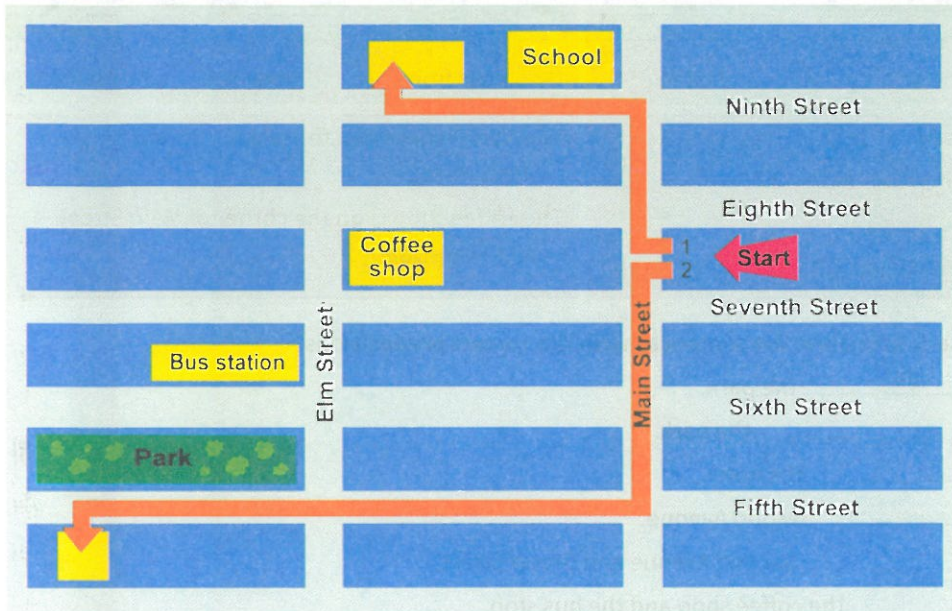 School
Ninth Street
Eighth Street
Coffee
shop
1
2
Start
Seventh Street
Elm Street
Main Street
Bus station
Sixth Street
Park
Fifth Street